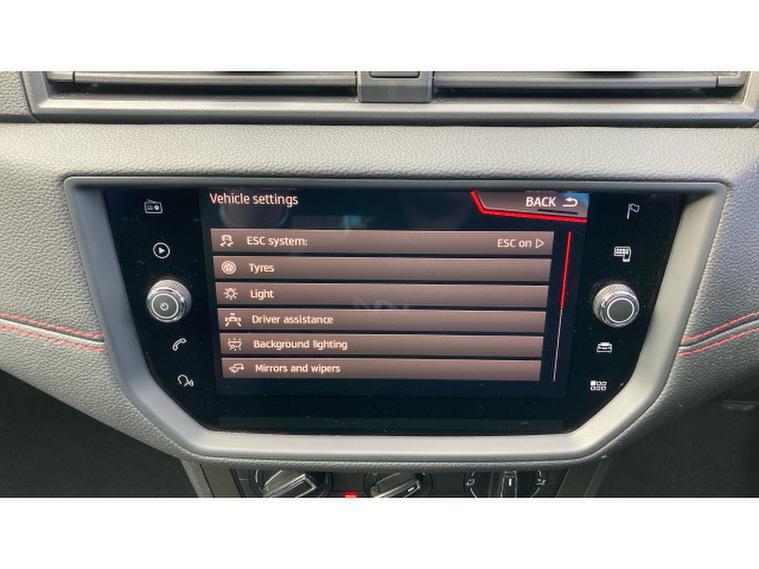 Vehicle settings
BACK
ESC system: ESC on
Tyres
Light
Driver assistance
Background lighting
Mirrors and wipers